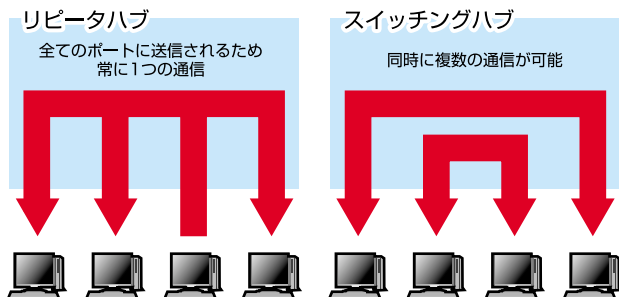 リピータハブ
全てのポートに送信されるため
常に1つの通信
スイッチングハブ
同時に複数の通信が可能